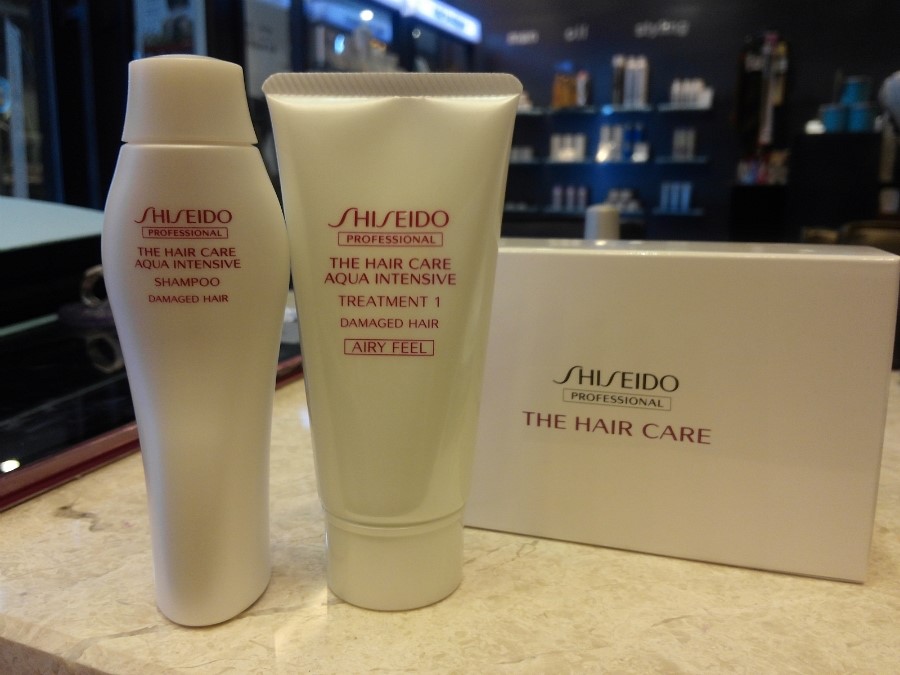 SHISEIDO
PROFESSIONAL
THE HAIR CARE
AQUA INTENSIVE
SHAMPOO
DAMAGED HAIR
SHISEIDO
PROFESSIONAL
THE HAIR CARE
AQUA INTENSIVE
TREATMENT 1
DAMAGED HAIR
AIRY FEEL
SHISEIDO
PROFESSIONAL
THE HAIR CARE
styling